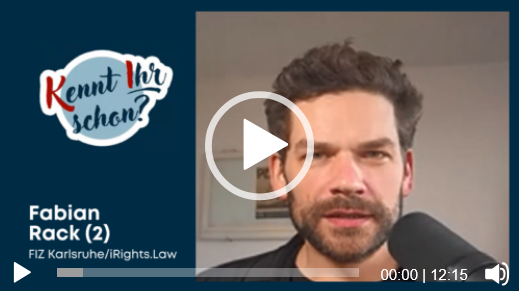 Kennt Ihr
schon?
Fabian
Rack (2)
FIZ Karlsruhe/iRights.Law
00:00 | 12:15